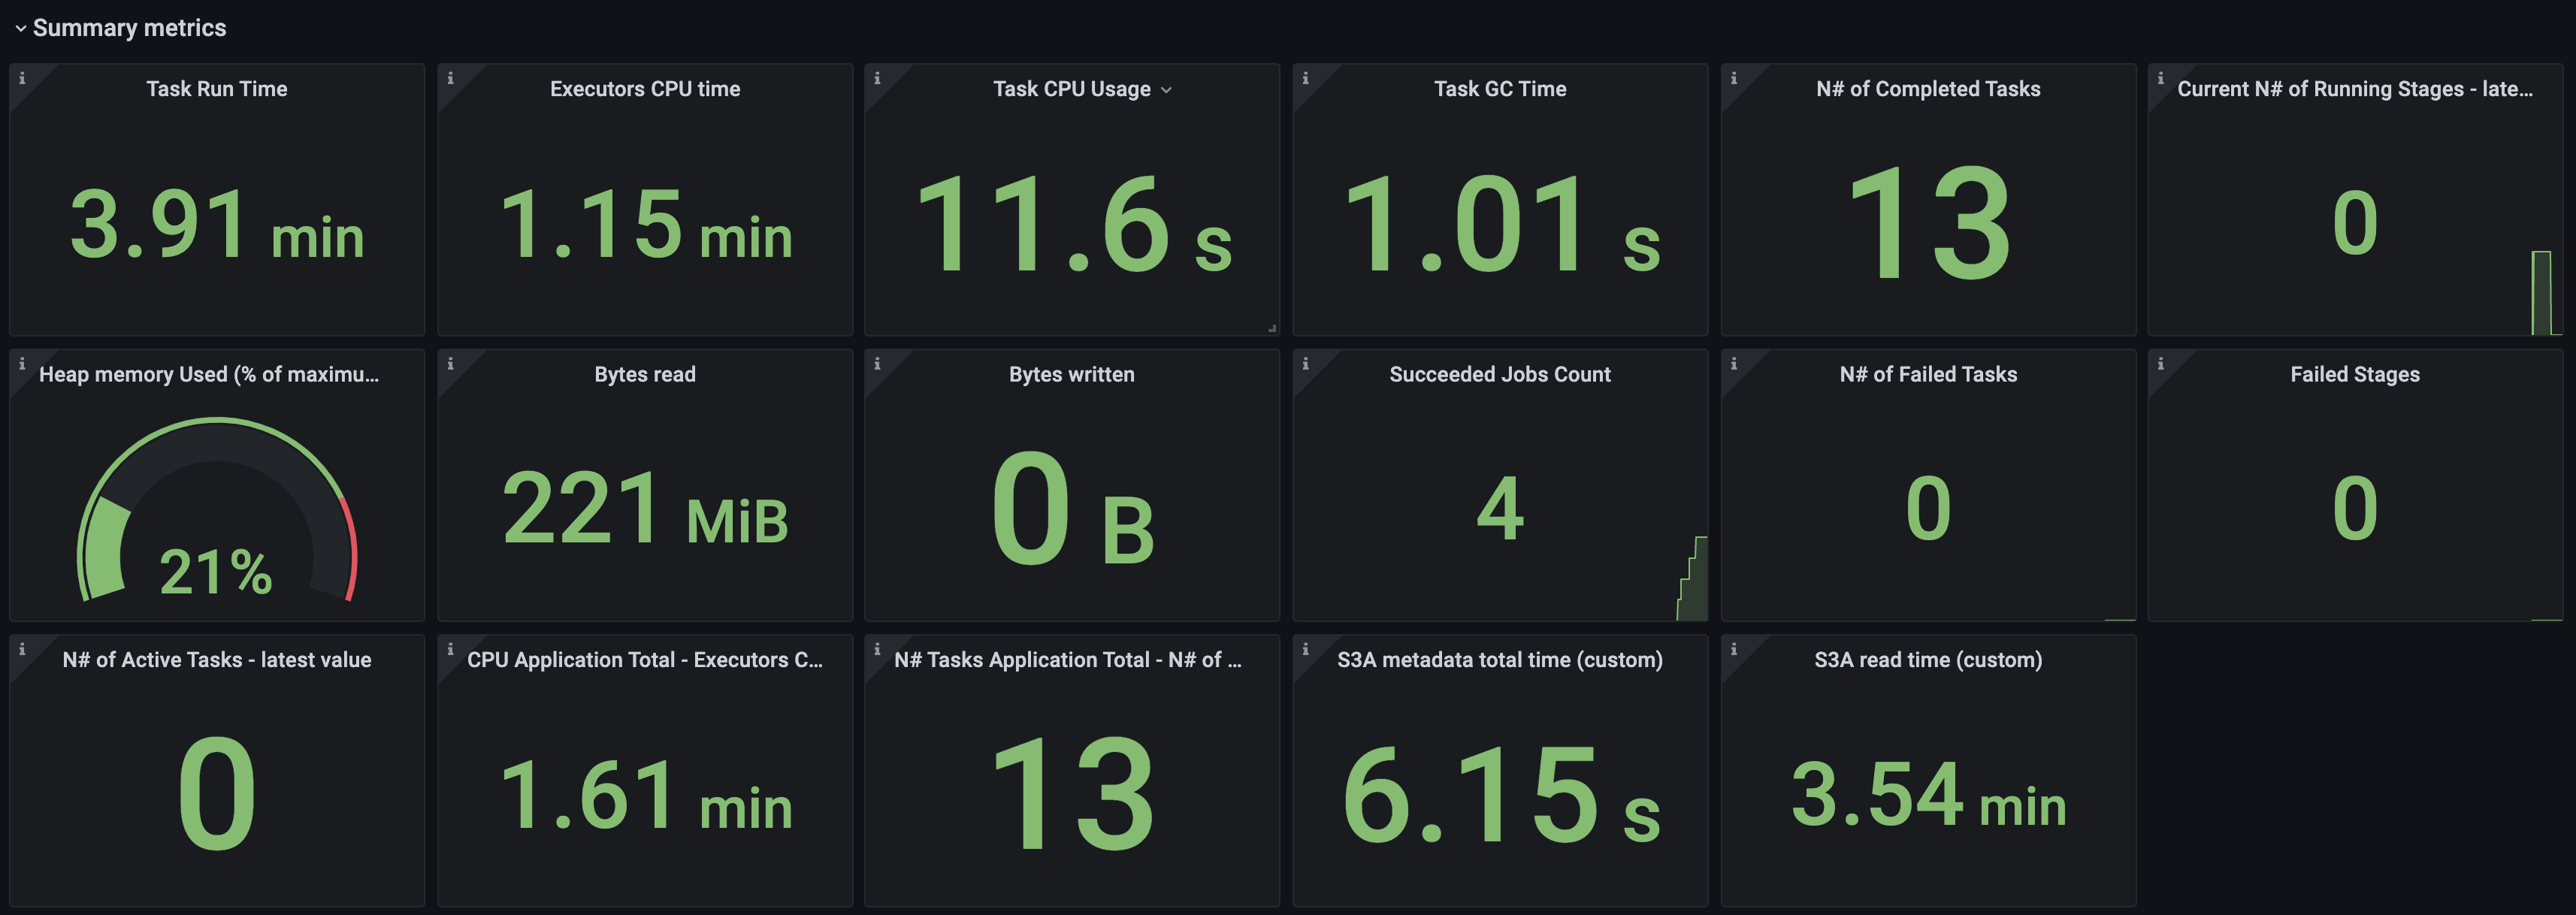 Summary metrics
Task Run Time
3.91 min
Executors CPU time
1.15 min
Task CPU Usage
11.6 s
Task GC Time
1.01 s
N# of Completed Tasks
13
Current N# of Running Stages - late...
0
Heap memory Used (% of maximu...
21%
Bytes read
221 MiB
Bytes written
0 B
Succeeded Jobs Count
4
N# of Failed Tasks
0
Failed Stages
0
N# of Active Tasks - latest value
0
CPU Application Total - Executors C...
1.61 min
N# Tasks Application Total - N# of ...
13
S3A metadata total time (custom)
6.15 s
S3A read time (custom)
3.54 min